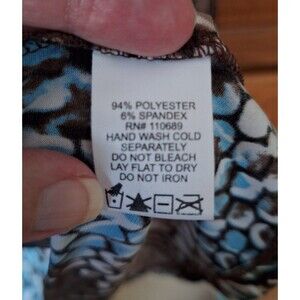 94% POLYESTER
6% SPANDEX
RN# 110689
HAND WASH COLD
SEPARATELY
DO NOT BLEACH
LAY FLAT TO DRY
DO NOT IRON